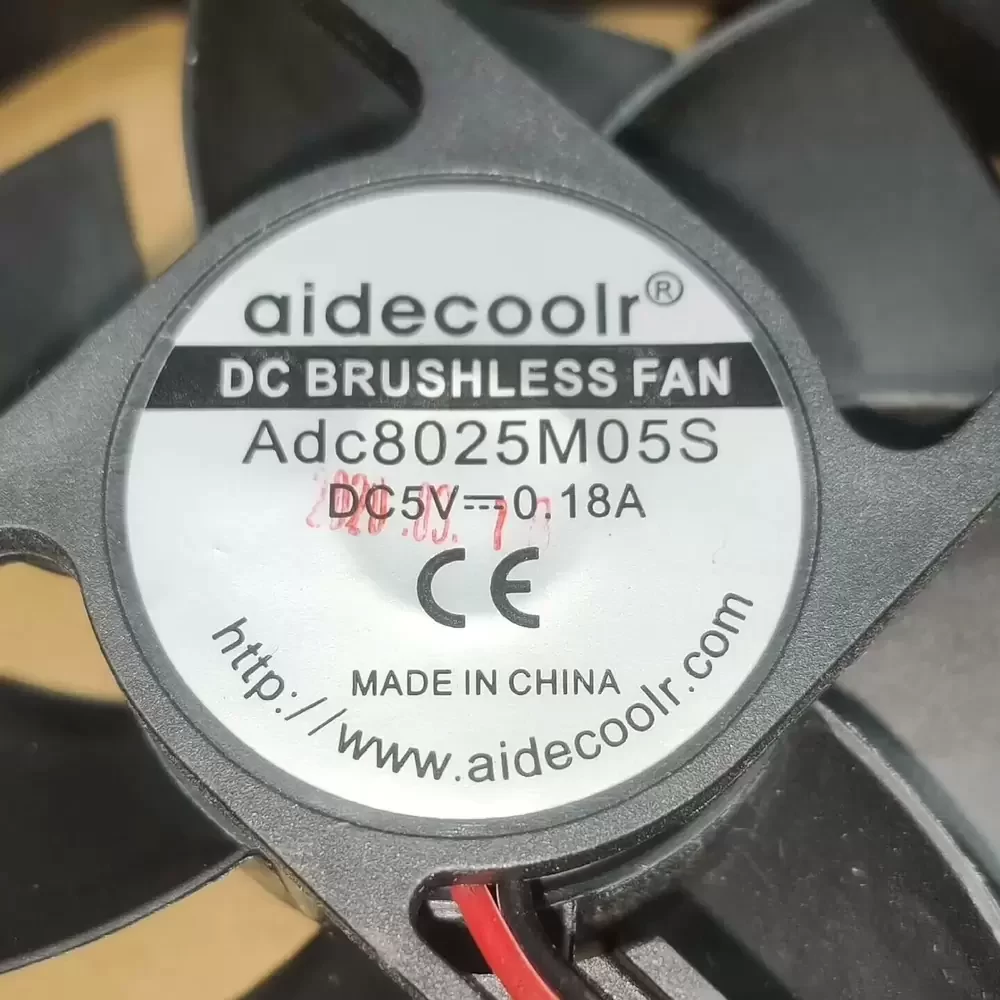 aidecoolr®
DC BRUSHLESS FAN
Adc8025M05S
DC5V⎓0.18A
CE
MADE IN CHINA
http://www.aidecoolr.com